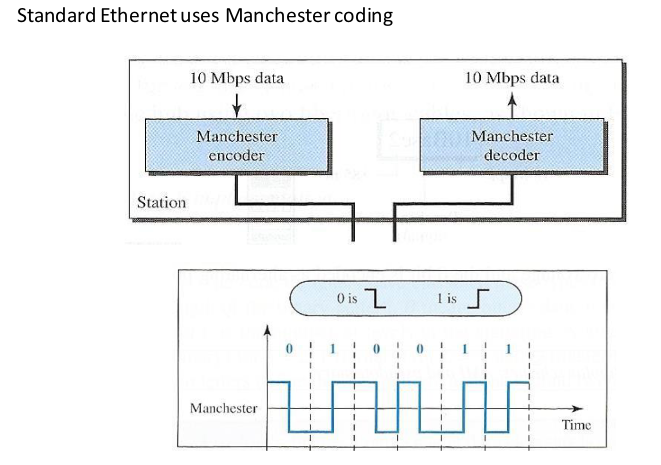 Standard Ethernet uses Manchester coding
10 Mbps data 10 Mbps data
Manchester encoder
Manchester decoder
Station
0 is 1 is
0 1 0 0 1 1
Manchester
Time